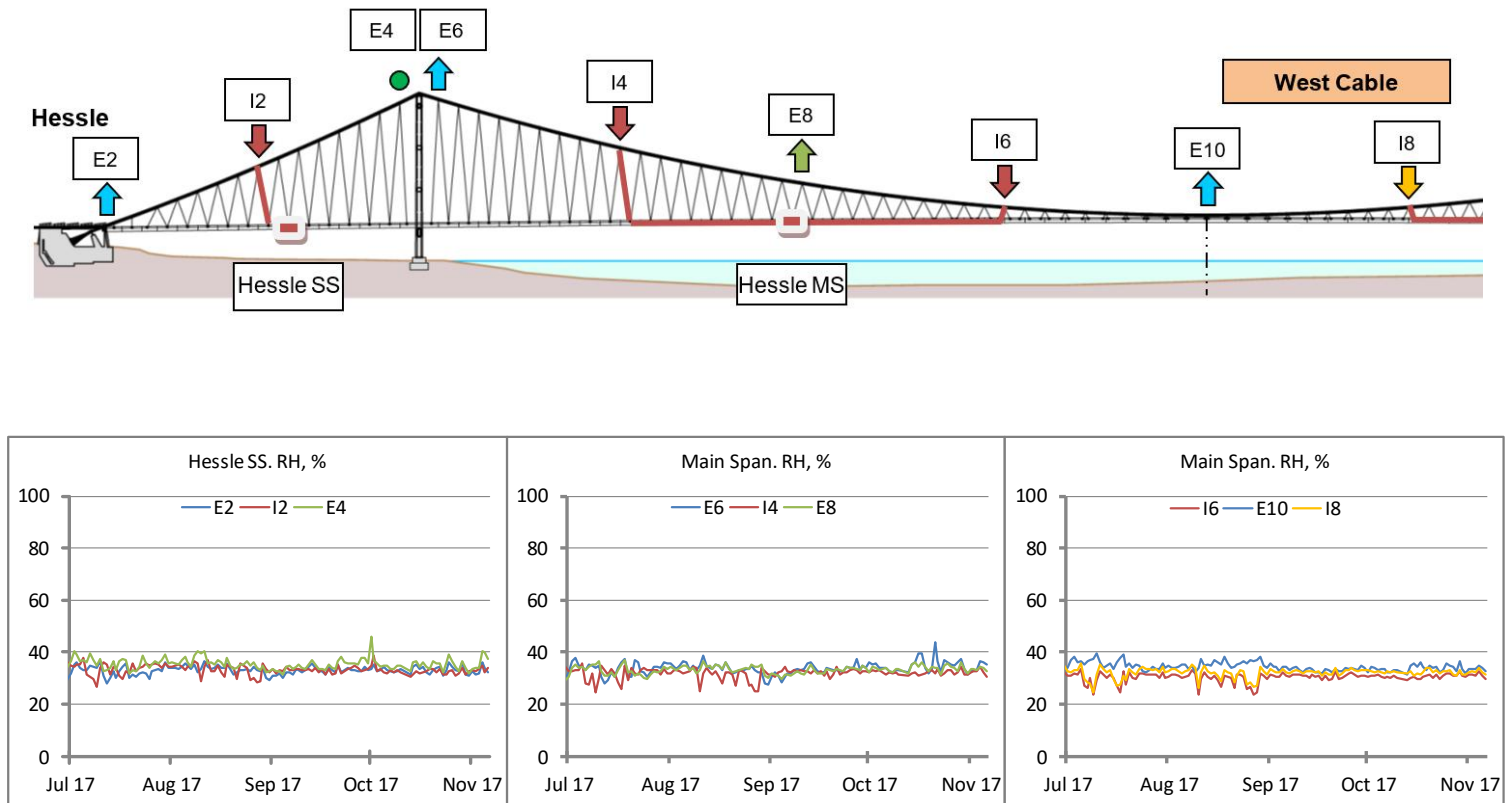 E4 E6
I2 I4 West Cable
Hessle E8 I6
E2 E10 I8
Hessle SS Hessle MS
Hessle SS. RH, %
100
E2 I2 E4
80
60
40
20
0
Jul 17 Aug 17 Sep 17 Oct 17 Nov 17
Main Span. RH, %
100
E6 I4 E8
80
60
40
20
0
Jul 17 Aug 17 Sep 17 Oct 17 Nov 17
Main Span. RH, %
100
I6 E10 I8
80
60
40
20
0
Jul 17 Aug 17 Sep 17 Oct 17 Nov 17